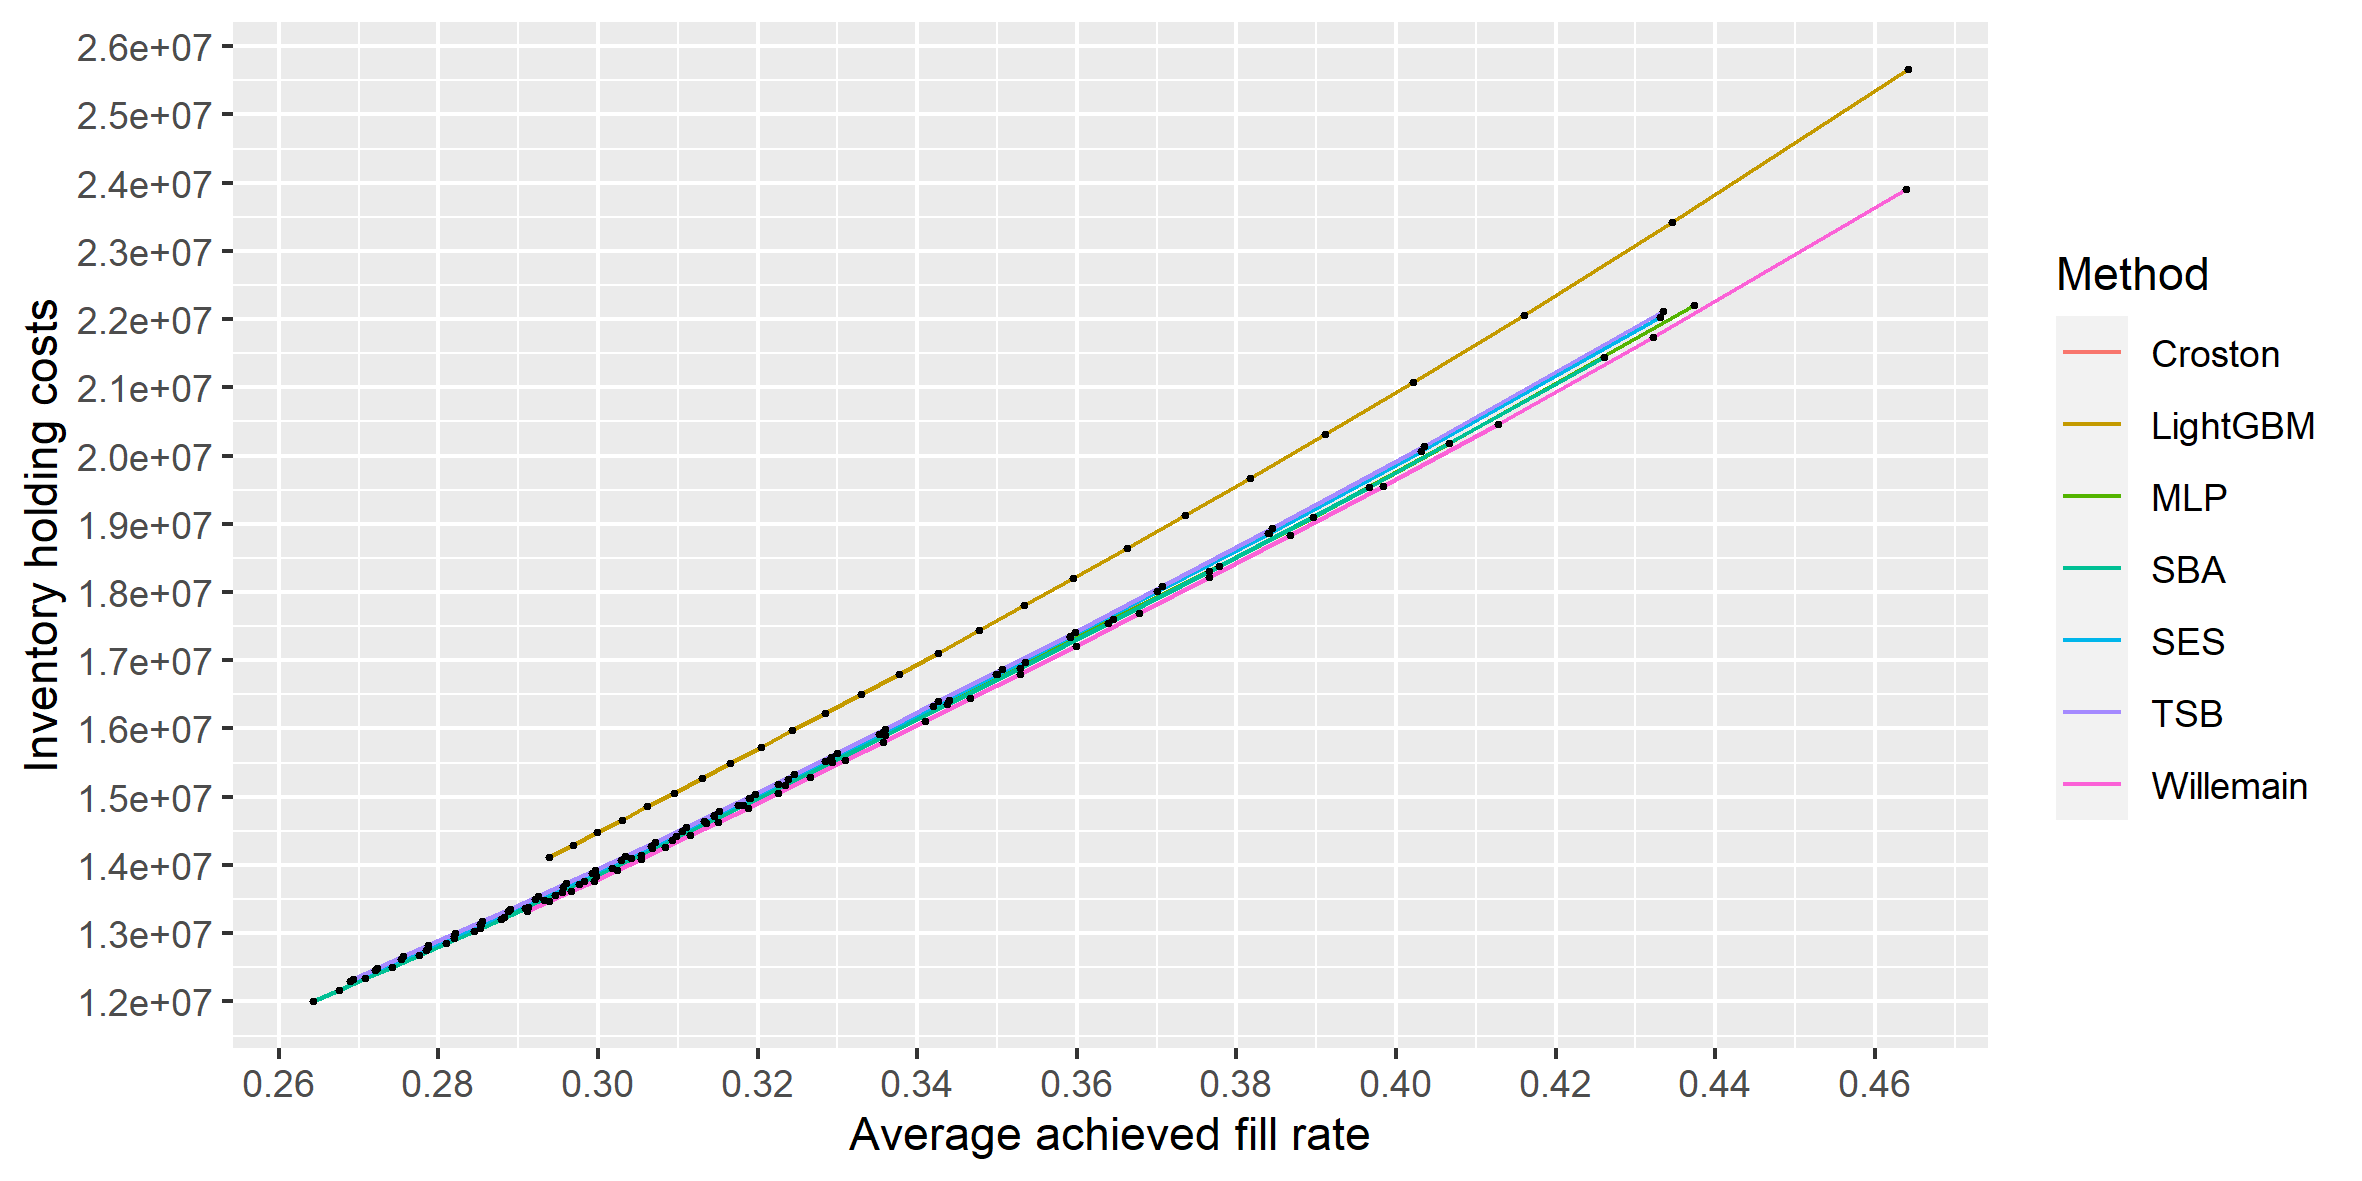 2.6e+07
2.5e+07
2.4e+07
2.3e+07
2.2e+07
2.1e+07
2.0e+07
1.9e+07
1.8e+07
1.7e+07
1.6e+07
1.5e+07
1.4e+07
1.3e+07
1.2e+07
Inventory holding costs
0.26 0.28 0.30 0.32 0.34 0.36 0.38 0.40 0.42 0.44 0.46
Average achieved fill rate
Method
Croston
LightGBM
MLP
SBA
SES
TSB
Willemain